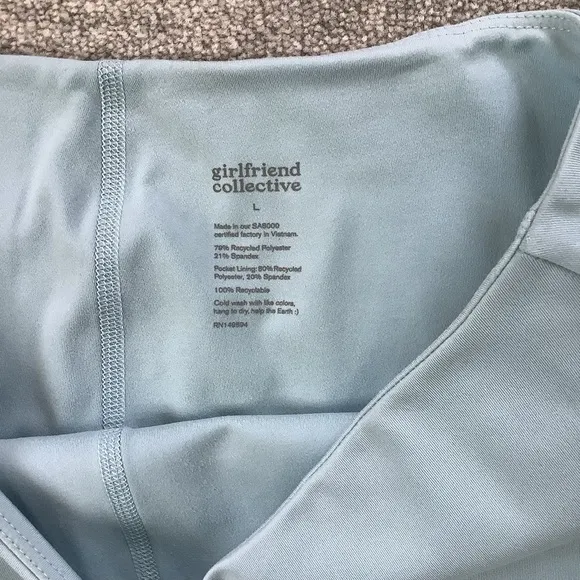 girlfriend
collective
L
Made in our SA8000
certified factory in Vietnam.
79% Recycled Polyester
21% Spandex
Pocket Lining: 80% Recycled
Polyester, 20% Spandex
100% Recyclable
Cold wash with like colors,
hang to dry, help the Earth :)
RN149894